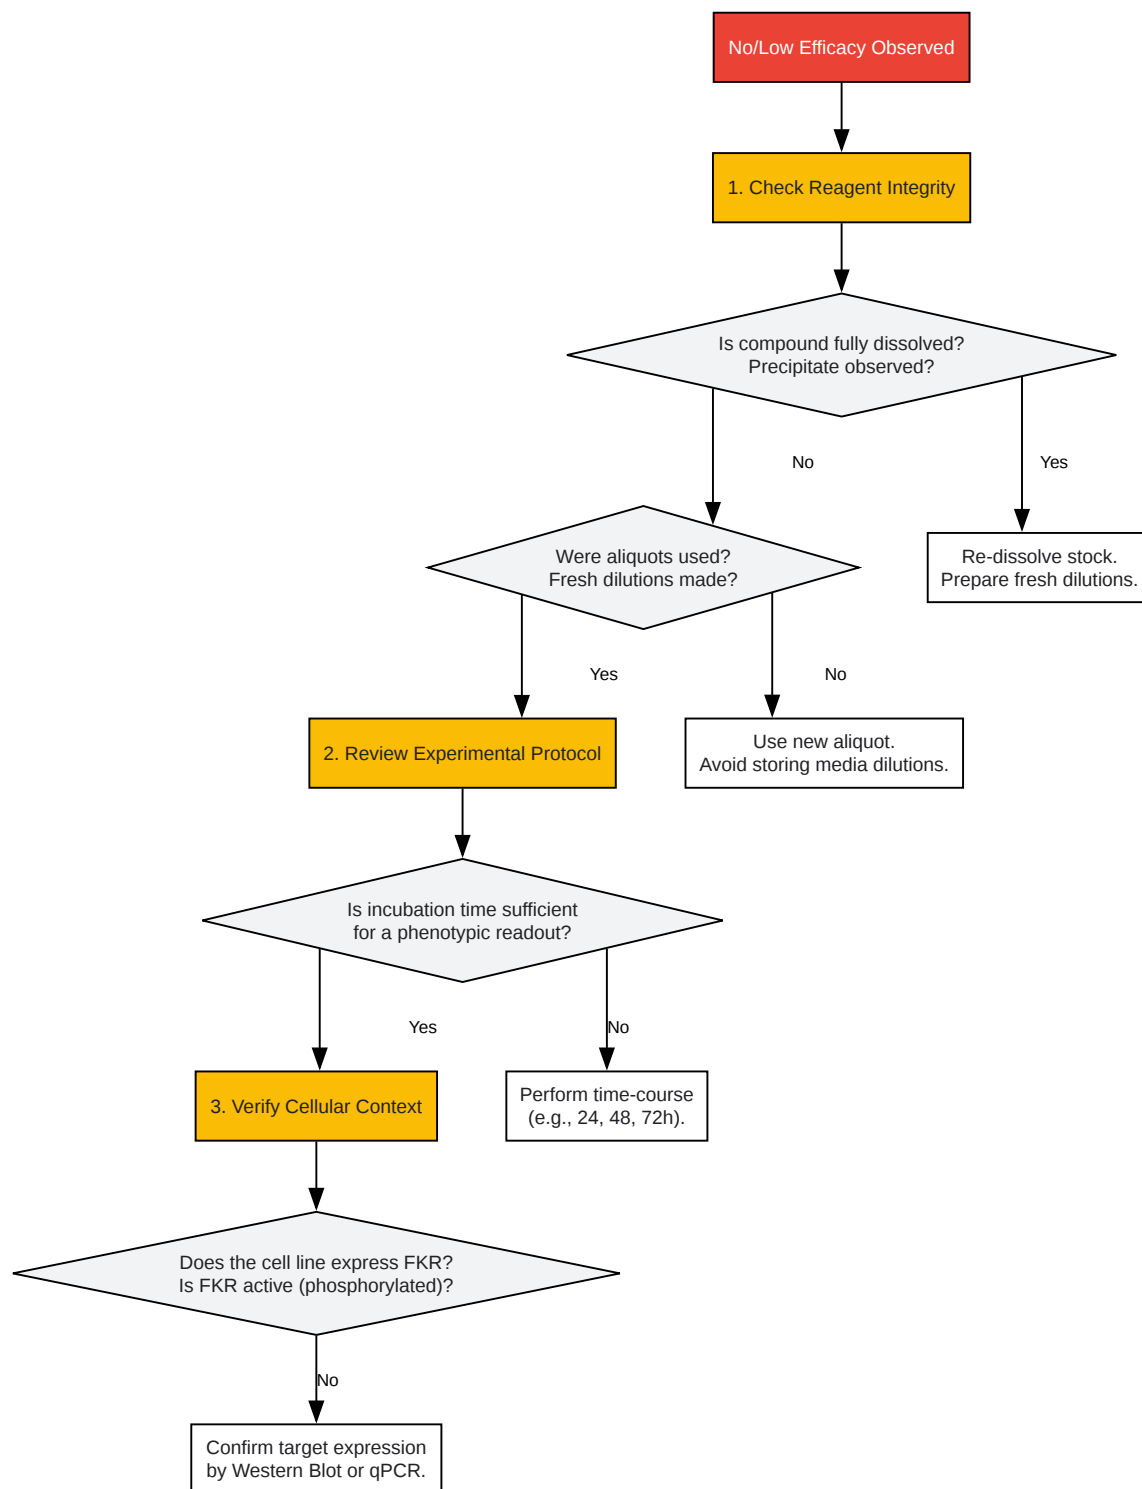 No/Low Efficacy Observed
1. Check Reagent Integrity
Is compound fully dissolved?
Precipitate observed?
No
Yes
Were aliquots used?
Fresh dilutions made?
Re-dissolve stock.
Prepare fresh dilutions.
Yes
No
2. Review Experimental Protocol
Use new aliquot.
Avoid storing media dilutions.
Is incubation time sufficient
for a phenotypic readout?
Yes
No
3. Verify Cellular Context
Perform time-course
(e.g., 24, 48, 72h).
Does the cell line express FKR?
Is FKR active (phosphorylated)?
No
Confirm target expression
by Western Blot or qPCR.